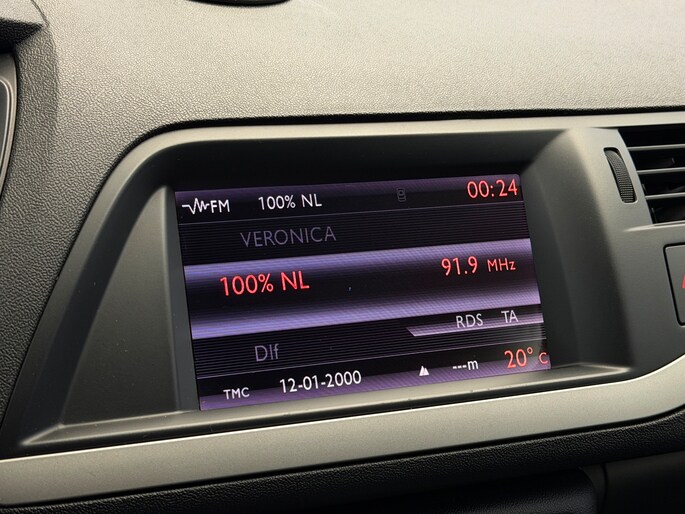 FM 100% NL 00:24
VERONICA
100% NL 91.9 MHz
RDS TA
Dlf
TMC 12-01-2000 ---m 20° C